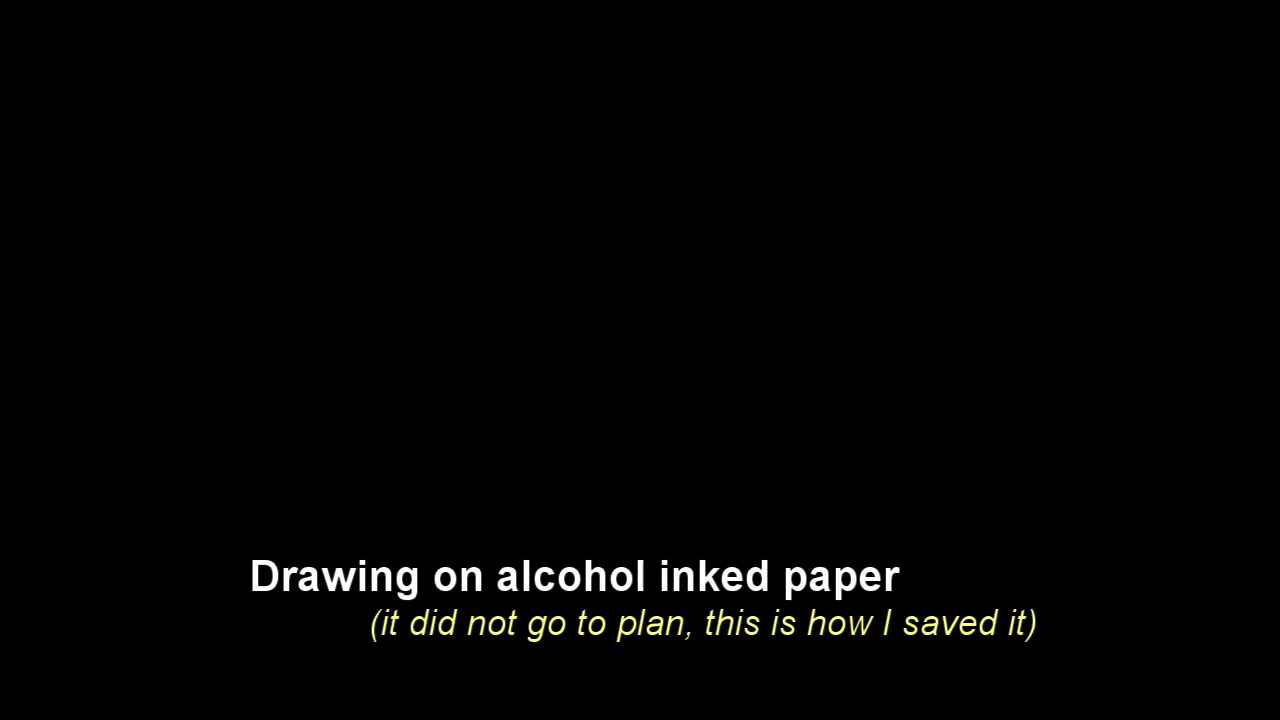 Drawing on alcohol inked paper
(it did not go to plan, this is how I saved it)